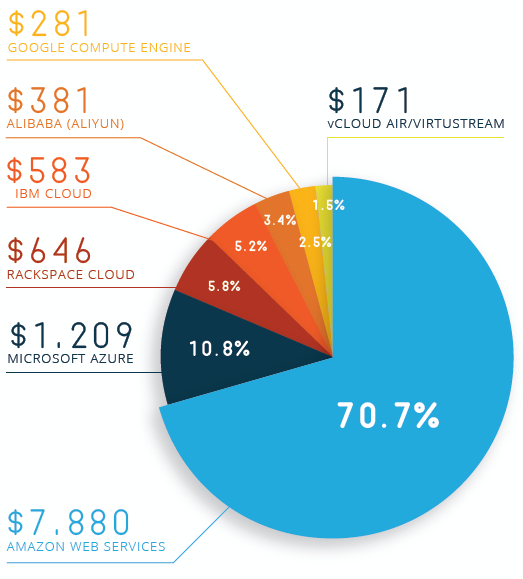 $281
GOOGLE COMPUTE ENGINE
$381
ALIBABA (ALIYUN)
$583
IBM CLOUD
$646
RACKSPACE CLOUD
$1.209
MICROSOFT AZURE
$7.880
AMAZON WEB SERVICES
$171
vCLOUD AIR/VIRTUSTREAM
1.5%
2.5%
3.4%
5.2%
5.8%
10.8%
70.7%